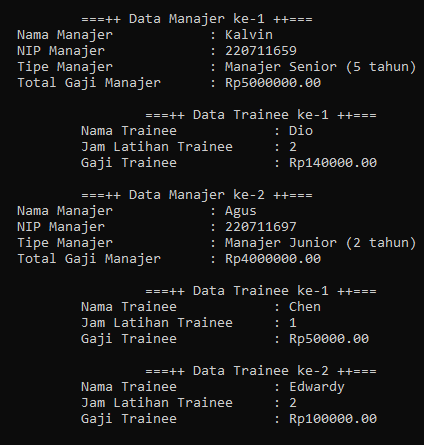 ===++ Data Manajer ke-1 ++===
Nama Manajer : Kalvin
NIP Manajer : 220711659
Tipe Manajer : Manajer Senior (5 tahun)
Total Gaji Manajer : Rp5000000.00
===++ Data Trainee ke-1 ++===
Nama Trainee : Dio
Jam Latihan Trainee : 2
Gaji Trainee : Rp140000.00
===++ Data Manajer ke-2 ++===
Nama Manajer : Agus
NIP Manajer : 220711697
Tipe Manajer : Manajer Junior (2 tahun)
Total Gaji Manajer : Rp4000000.00
===++ Data Trainee ke-1 ++===
Nama Trainee : Chen
Jam Latihan Trainee : 1
Gaji Trainee : Rp50000.00
===++ Data Trainee ke-2 ++===
Nama Trainee : Edwardy
Jam Latihan Trainee : 2
Gaji Trainee : Rp100000.00